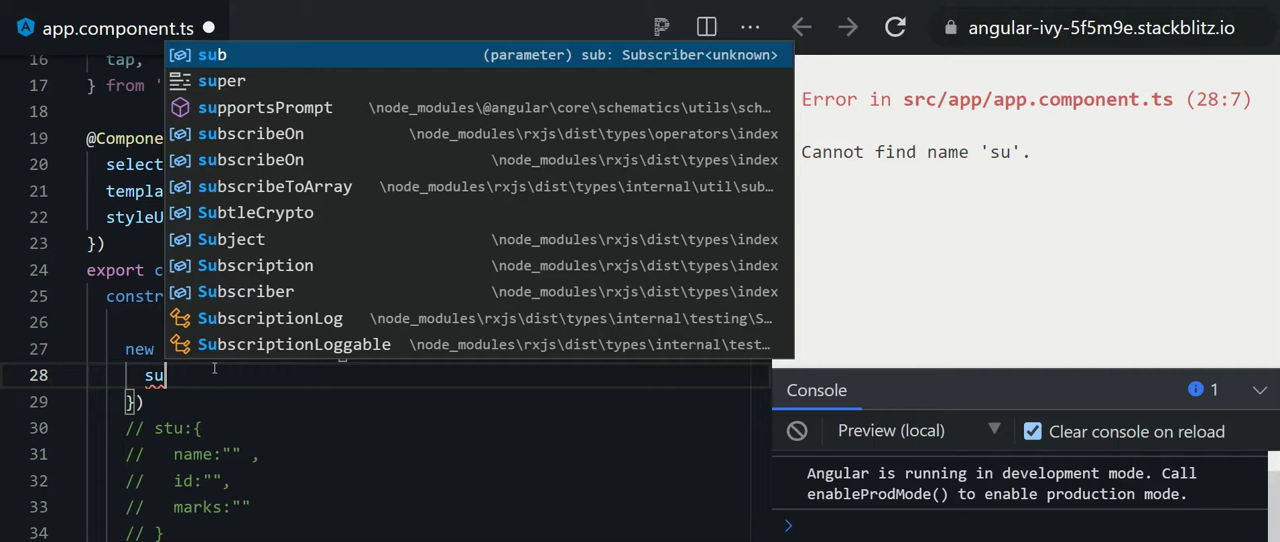 app.component.ts
angular-ivy-5f5m9e.stackblitz.io
16 tap,
17 } from '
18
19 @Compone
20 select
21 templa
22 styleU
23 })
24 export c
25 constr
26
27 new
28 su
29 })
30 // stu:{
31 // name:"" ,
32 // id:"",
33 // marks:""
34 // }
sub (parameter) sub: Subscriber<unknown>
super
supportsPrompt \node_modules\@angular\core\schematics\utils\sch…
subscribeOn \node_modules\rxjs\dist\types\operators\index
subscribeOn \node_modules\rxjs\dist\types\index
subscribeToArray \node_modules\rxjs\dist\types\internal\util\sub…
SubtleCrypto
Subject \node_modules\rxjs\dist\types\index
Subscription \node_modules\rxjs\dist\types\index
Subscriber \node_modules\rxjs\dist\types\index
SubscriptionLog \node_modules\rxjs\dist\types\internal\testing\S…
SubscriptionLoggable \node_modules\rxjs\dist\types\internal\test…
Error in src/app/app.component.ts (28:7)
Cannot find name 'su'.
Console 1
Preview (local) Clear console on reload
Angular is running in development mode. Call
enableProdMode() to enable production mode.
>